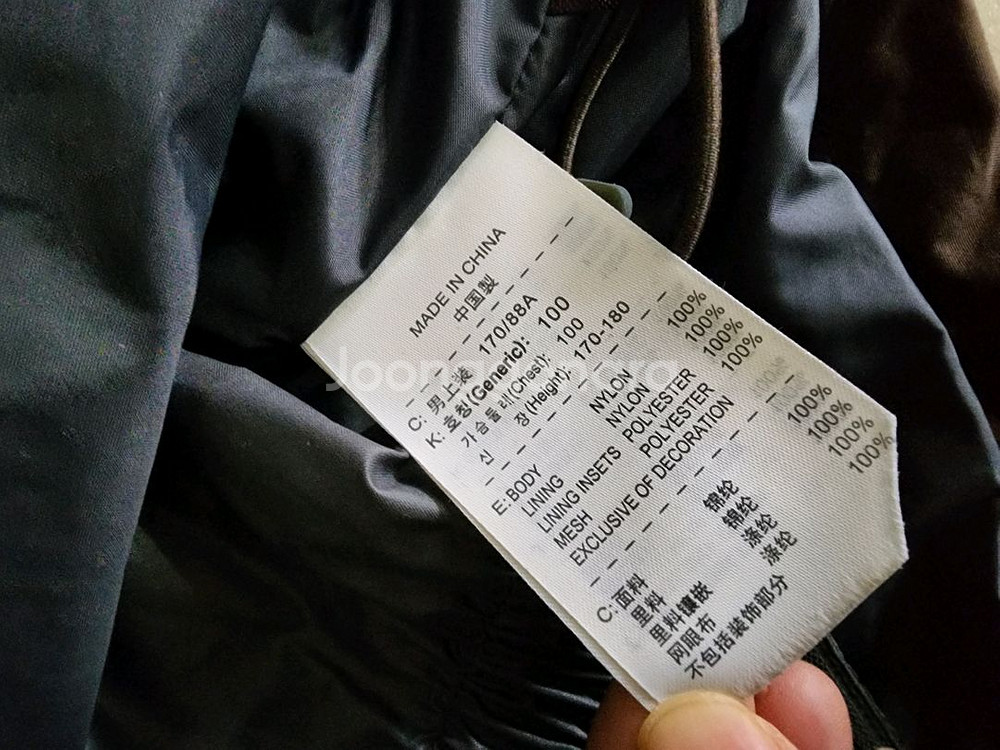 MADE IN CHINA
中国製
C: 男上装 170/88A
K: 호칭(Generic): 100
가슴둘레(Chest): 100
신 장(Height): 170-180
E: BODY NYLON 100%
LINING NYLON 100%
LINING INSETS POLYESTER 100%
MESH POLYESTER 100%
EXCLUSIVE OF DECORATION
C: 面料 锦纶 100%
里料 锦纶 100%
里料镶嵌 涤纶 100%
网眼布 涤纶 100%
不包括装饰部分